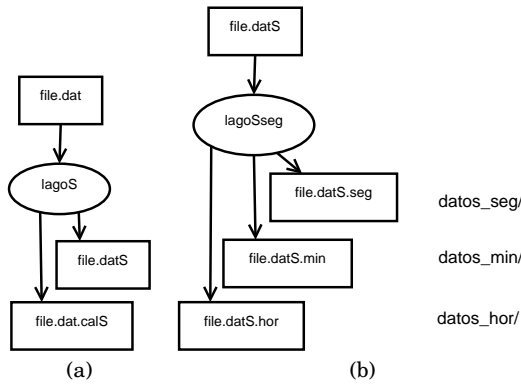 file.dat
lagoS
file.datS
file.dat.calS
(a)
file.datS
lagoSseg
file.datS.seg
datos_seg/
file.datS.min
datos_min/
file.datS.hor
datos_hor/
(b)